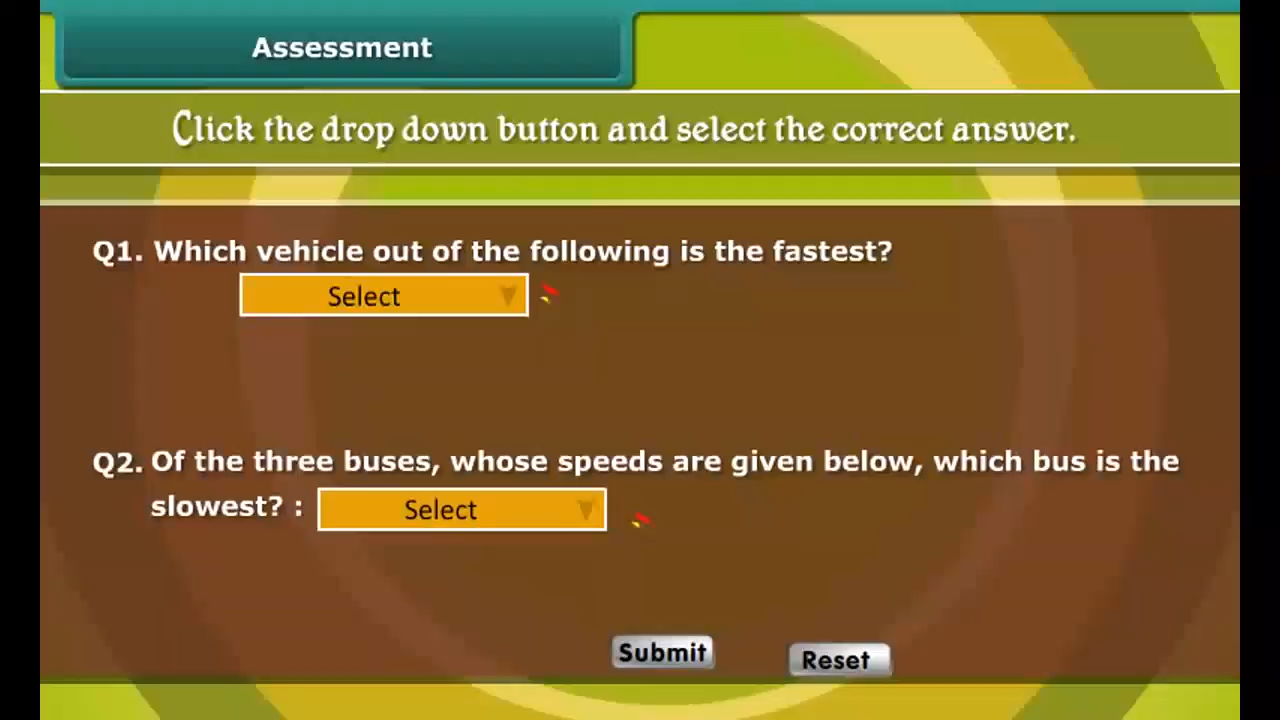 Assessment
Click the drop down button and select the correct answer.
Q1. Which vehicle out of the following is the fastest?
Select
Q2. Of the three buses, whose speeds are given below, which bus is the
slowest? : Select
Submit
Reset